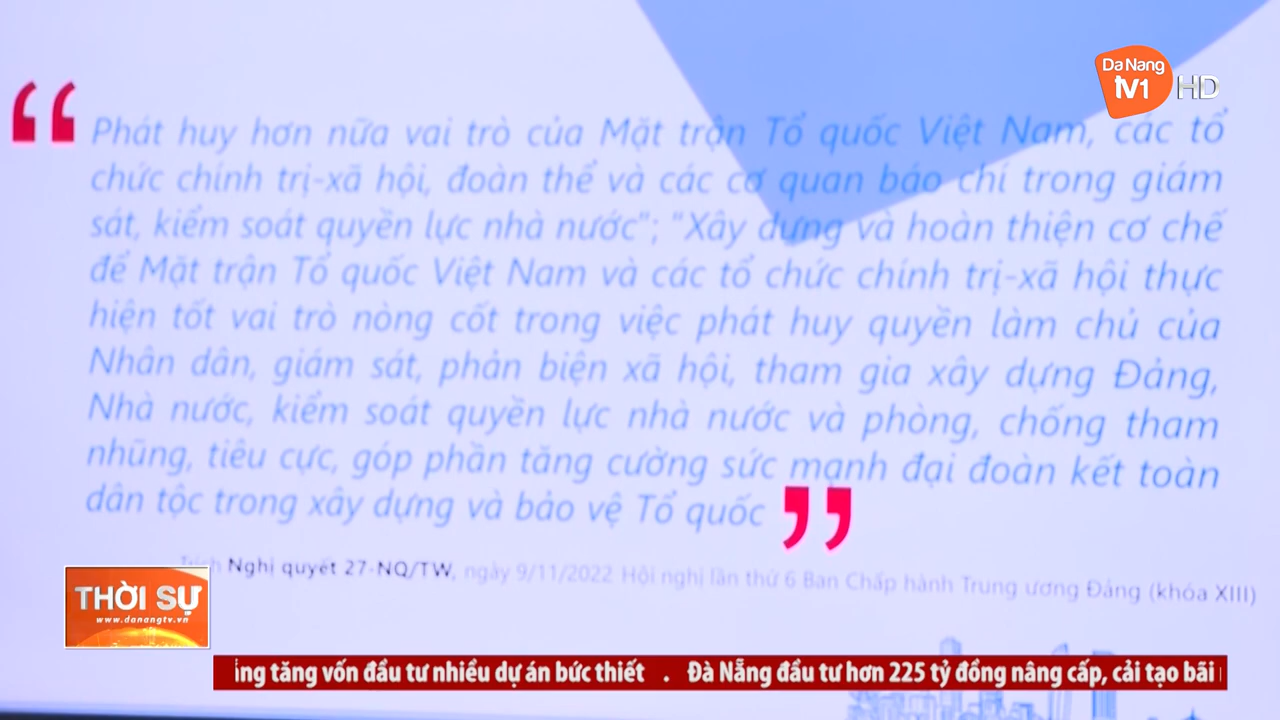 Da Nang
TV1 HD
“Phát huy hơn nữa vai trò của Mặt trận Tổ quốc Việt Nam, các tổ
chức chính trị-xã hội, đoàn thể và các cơ quan báo chí trong giám
sát, kiểm soát quyền lực nhà nước"; "Xây dựng và hoàn thiện cơ chế
để Mặt trận Tổ quốc Việt Nam và các tổ chức chính trị-xã hội thực
hiện tốt vai trò nòng cốt trong việc phát huy quyền làm chủ của
Nhân dân, giám sát, phản biện xã hội, tham gia xây dựng Đảng,
Nhà nước, kiểm soát quyền lực nhà nước và phòng, chống tham
nhũng, tiêu cực, góp phần tăng cường sức mạnh đại đoàn kết toàn
dân tộc trong xây dựng và bảo vệ Tổ quốc”
Trích Nghị quyết 27-NQ/TW, ngày 9/11/2022 Hội nghị lần thứ 6 Ban Chấp hành Trung ương Đảng (khóa XIII)
THỜI SỰ
www.danangtv.vn
tăng vốn đầu tư nhiều dự án bức thiết . Đà Nẵng đầu tư hơn 225 tỷ đồng nâng cấp, cải tạo bãi